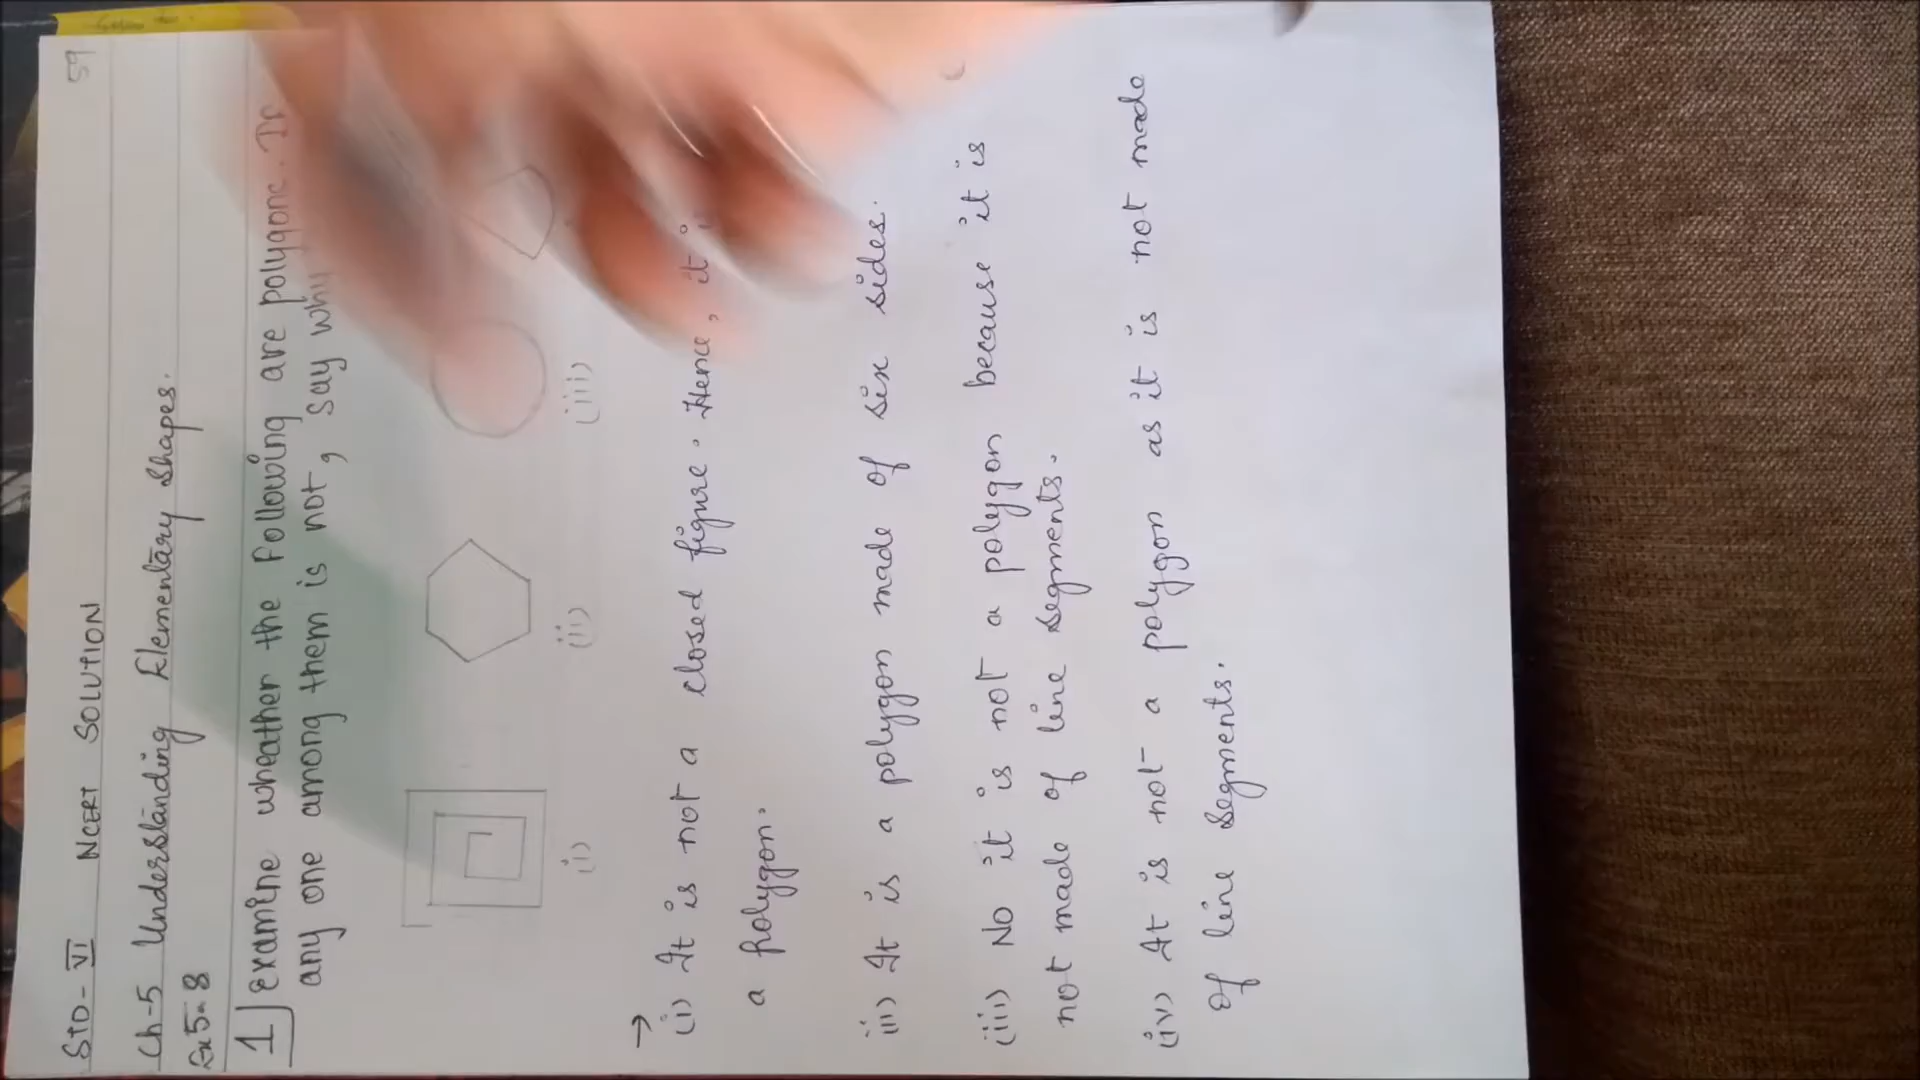 59
STD - VI NCERT SOLUTION
Ch-5 Understanding Elementary Shapes.
Ex 5.8
1] examine wheather the following are polygons. If
any one among them is not, say why
(i) (ii) (iii)
→
(i) It is not a closed figure. Hence, it
a polygon.
ii) It is a polygon made of six sides.
(iii) No it is not a polygon because it is
not made of line segments.
(iv) It is not a polygon as it is not made
of line segments.